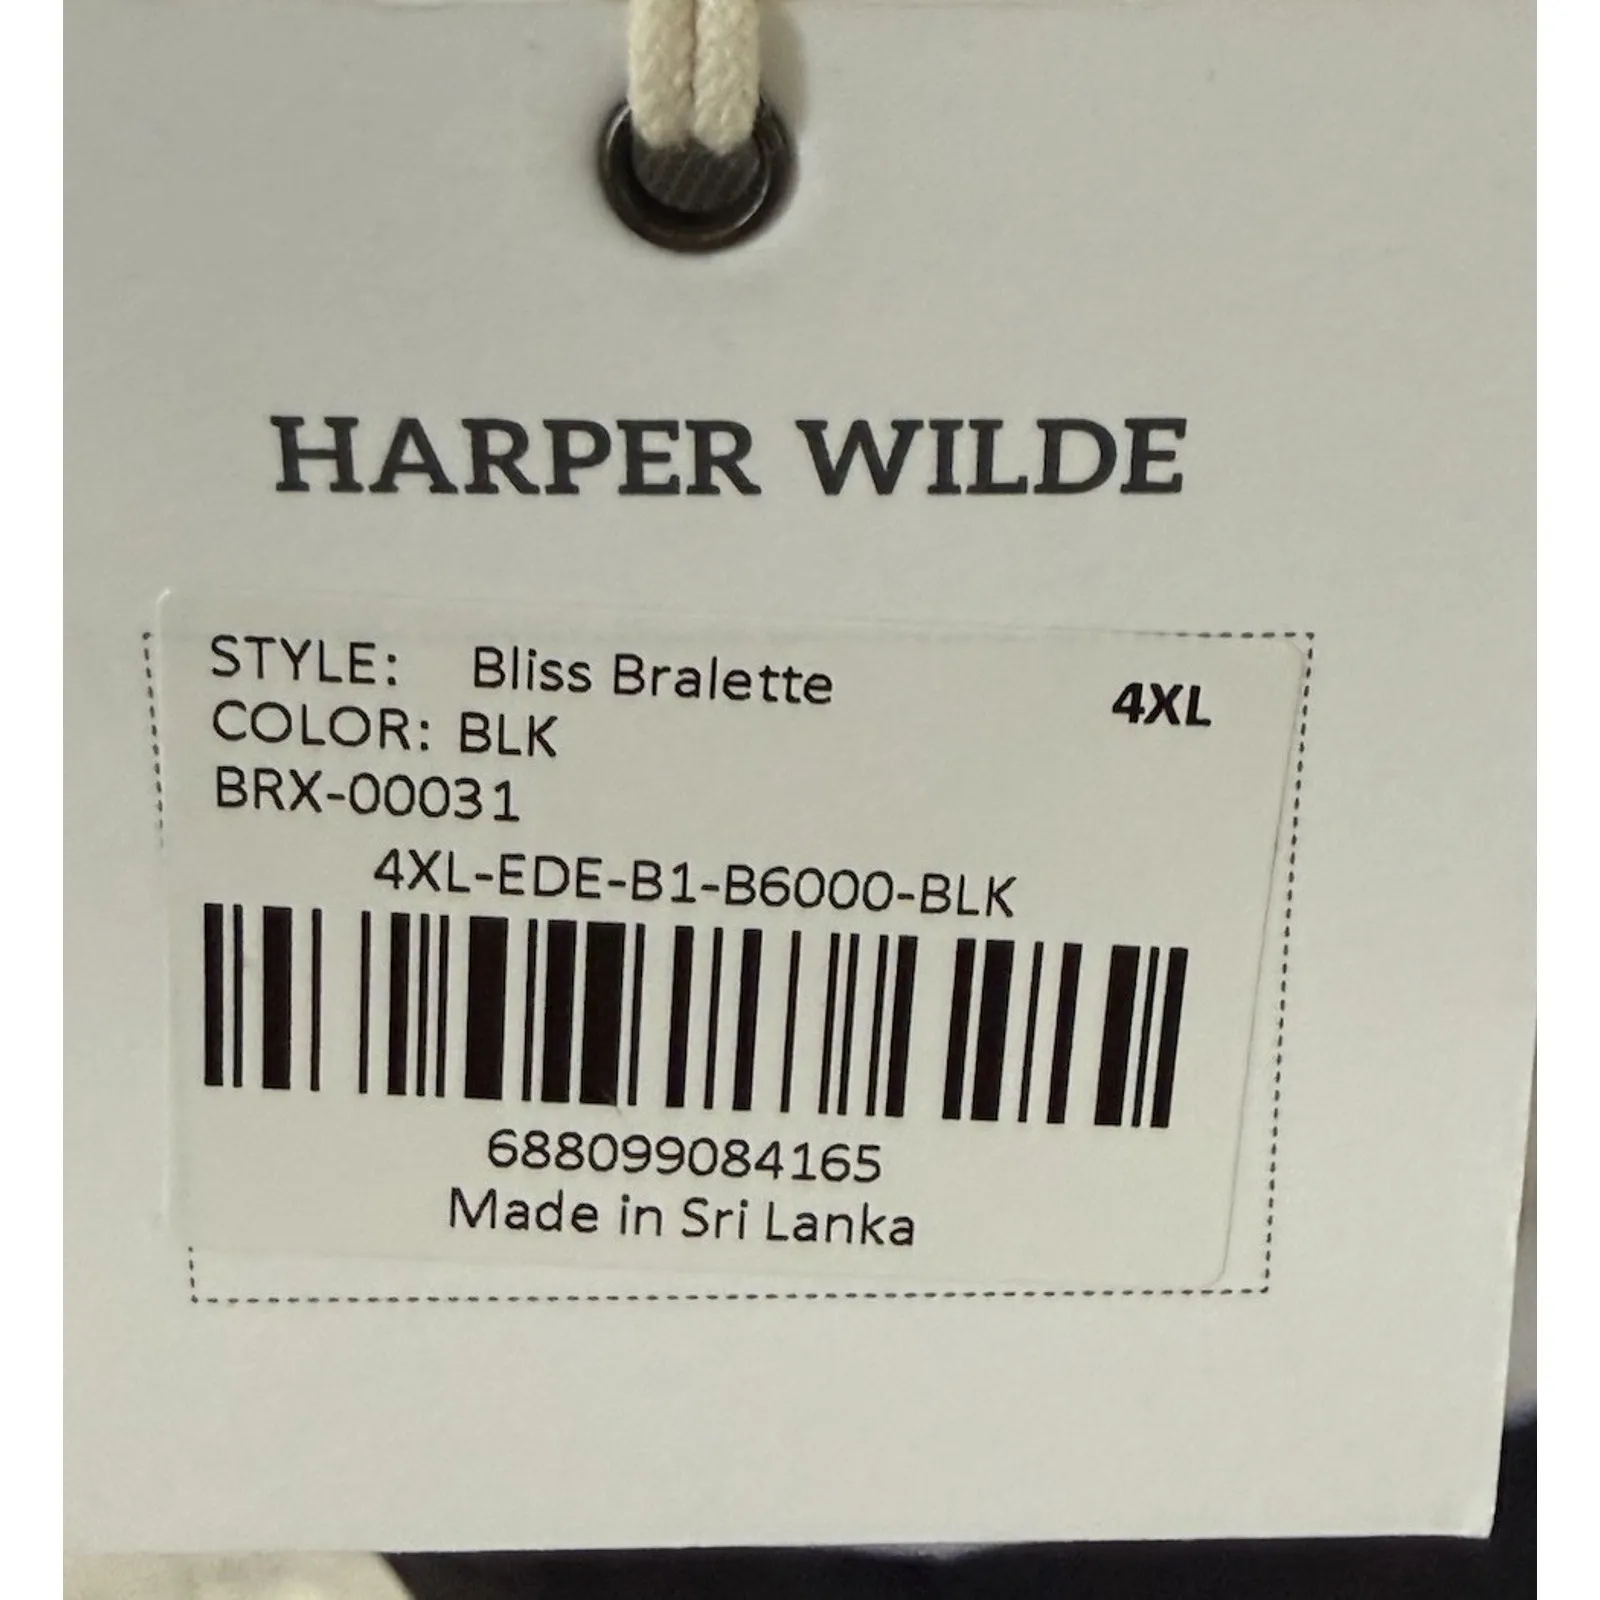 HARPER WILDE
STYLE: Bliss Bralette 4XL
COLOR: BLK
BRX-00031
4XL-EDE-B1-B6000-BLK
688099084165
Made in Sri Lanka